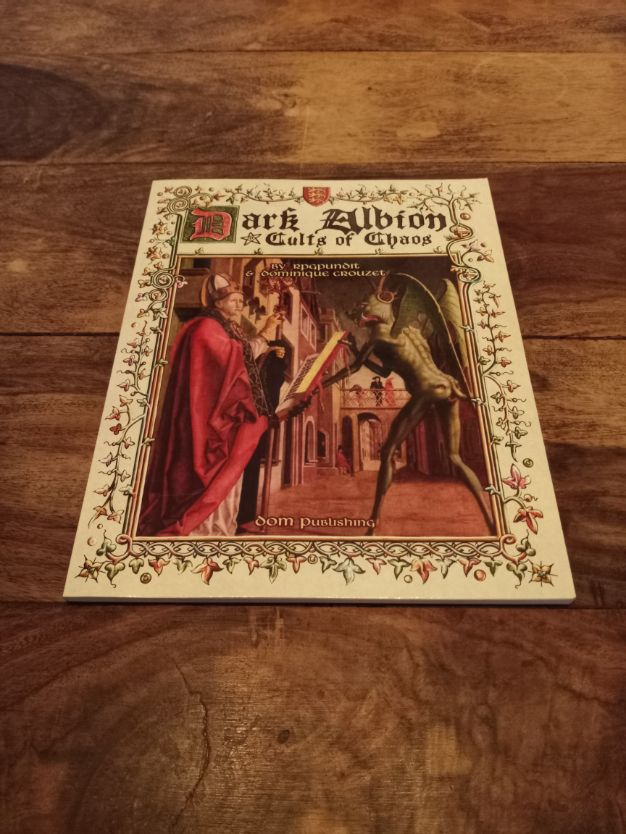 Dark Albion
Cults of Chaos
By RPGPundit
& Dominique Crouzet
DOM Publishing